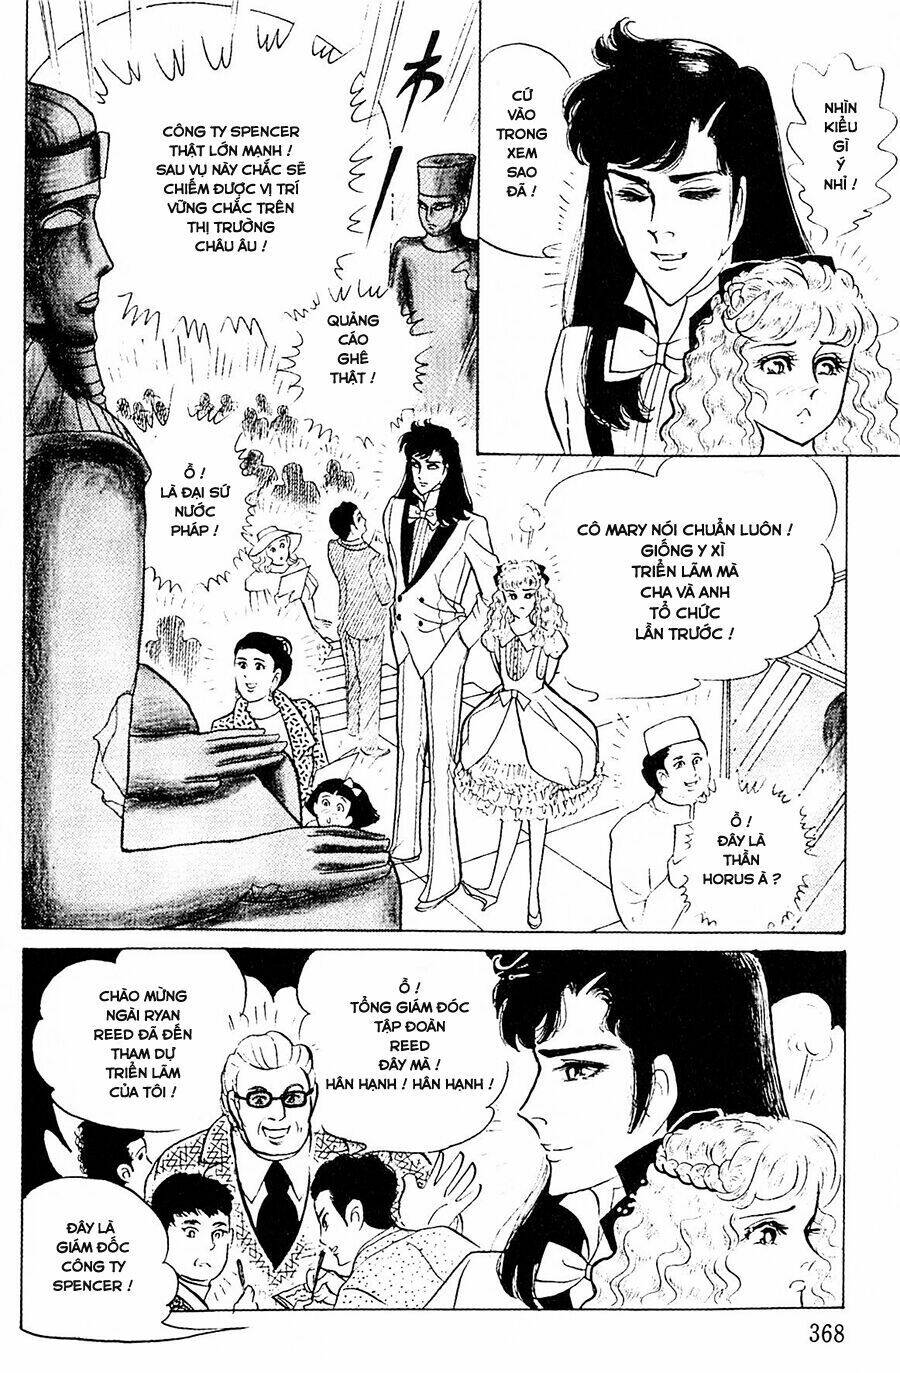 NHÌN
KIỂU
GÌ
Ý
NHỈ !
CỨ
VÀO
TRONG
XEM
SAO
ĐÃ !
CÔNG TY SPENCER
THẬT LỚN MẠNH !
SAU VỤ NÀY CHẮC SẼ
CHIẾM ĐƯỢC VỊ TRÍ
VỮNG CHẮC TRÊN
THỊ TRƯỜNG
CHÂU ÂU !
QUẢNG
CÁO
GHÊ
THẬT !
Ồ !
LÀ ĐẠI SỨ
NƯỚC
PHÁP !
CÔ MARY NÓI CHUẨN LUÔN !
GIỐNG Y XÌ
TRIỂN LÃM MÀ
CHA VÀ ANH
TỔ CHỨC
LẦN TRƯỚC !
Ồ !
ĐÂY LÀ
THẦN
HORUS À ?
Ồ !
TỔNG GIÁM ĐÓC
TẬP ĐOÀN
REED
ĐÂY MÀ !
HÂN HẠNH ! HÂN HẠNH !
CHÀO MỪNG
NGÀI RYAN
REED ĐÃ ĐẾN
THAM DỰ
TRIỂN LÃM
CỦA TÔI !
ĐÂY LÀ
GIÁM ĐỐC
CÔNG TY
SPENCER !
368